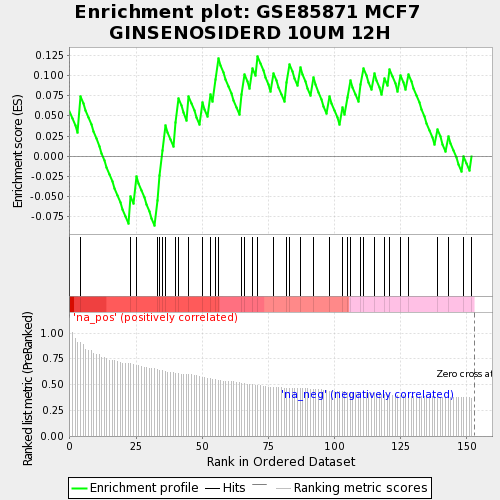 Enrichment plot: GSE85871 MCF7
GINSENOSIDERD 10UM 12H
Enrichment score (ES)
0.125
0.100
0.075
0.050
0.025
0.000
-0.025
-0.050
-0.075
'na_pos' (positively correlated)
Ranked list metric (PreRanked)
1.00
0.75
0.50
0.25
0.00
Zero cross at
'na_neg' (negatively correlated)
0 25 50 75 100 125 150
Rank in Ordered Dataset
Enrichment profile Hits Ranking metric scores